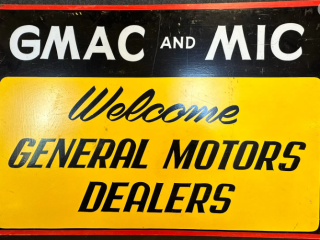 GMAC AND MIC
Welcome
GENERAL MOTORS
DEALERS